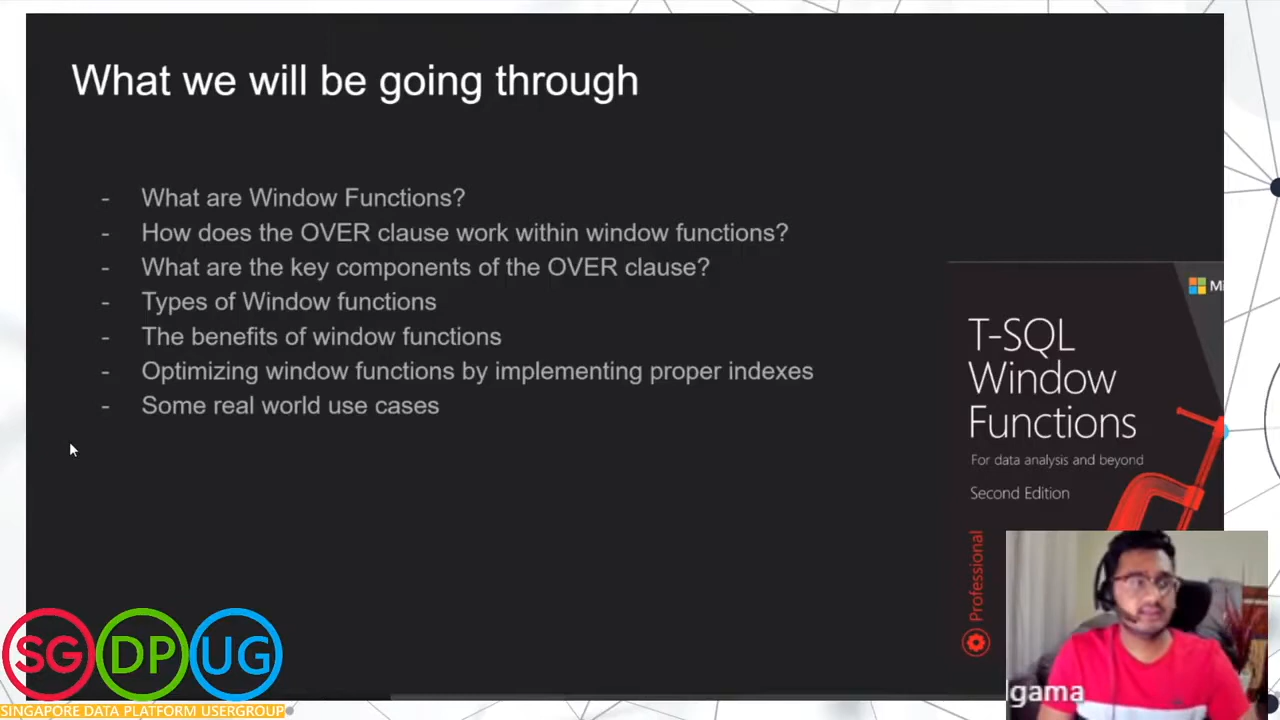 What we will be going through
- What are Window Functions?
- How does the OVER clause work within window functions?
- What are the key components of the OVER clause?
- Types of Window functions
- The benefits of window functions
- Optimizing window functions by implementing proper indexes
- Some real world use cases
Mi
T-SQL
Window
Functions
For data analysis and beyond
Second Edition
Professional
SG DP UG
SINGAPORE DATA PLATFORM USERGROUP
gama